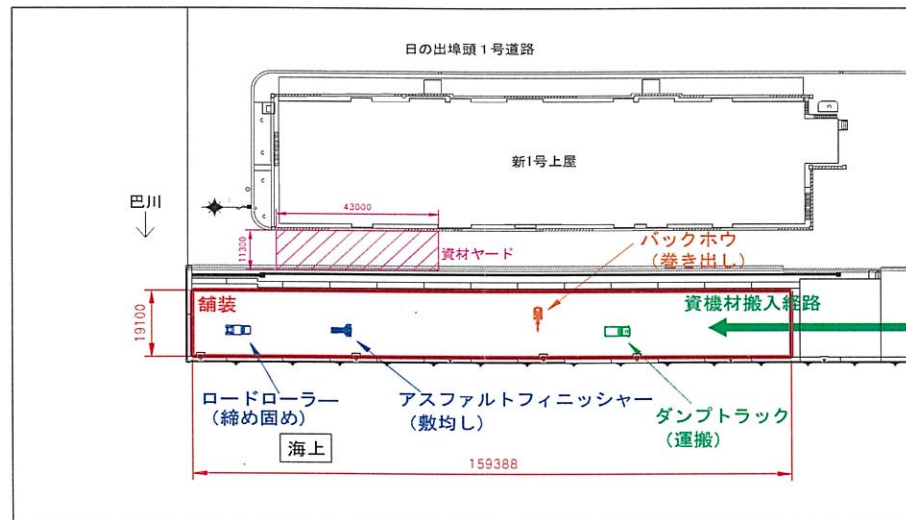 日の出埠頭1号道路
新1号上屋
巴川
43000
11300
資材ヤード
バックホウ
(巻き出し)
舗装
資機材搬入経路
19100
ロードローラー
(締め固め)
アスファルトフィニッシャー
(敷均し)
ダンプトラック
(運搬)
海上
159388